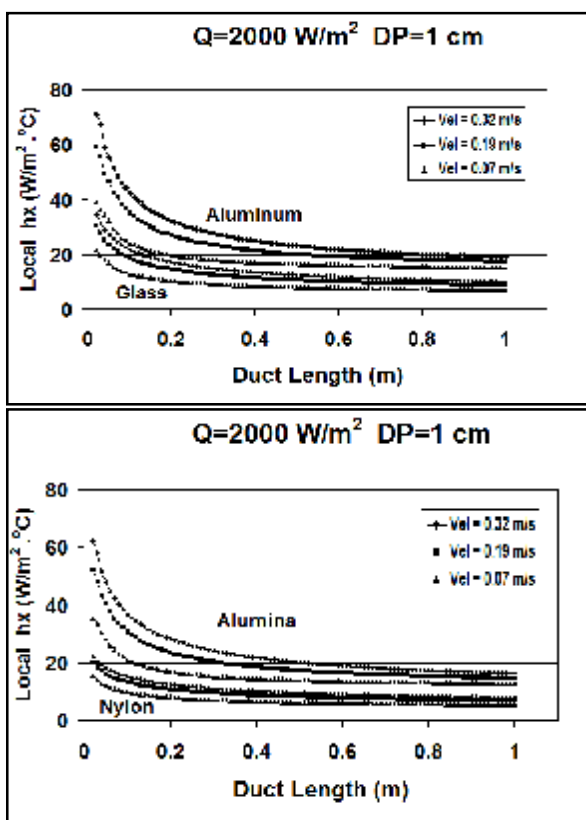 Q=2000 W/m² DP=1 cm
80
60
40
20
0
Local hx (W/m².ºC)
Vel = 0.32 m/s
Vel = 0.19 m/s
Vel = 0.07 m/s
Aluminum
Glass
0 0.2 0.4 0.6 0.8 1
Duct Length (m)
Q=2000 W/m² DP=1 cm
80
60
40
20
0
Local hx (W/m².ºC)
Vel = 0.32 m/s
Vel = 0.19 m/s
Vel = 0.07 m/s
Alumina
Nylon
0 0.2 0.4 0.6 0.8 1
Duct Length (m)